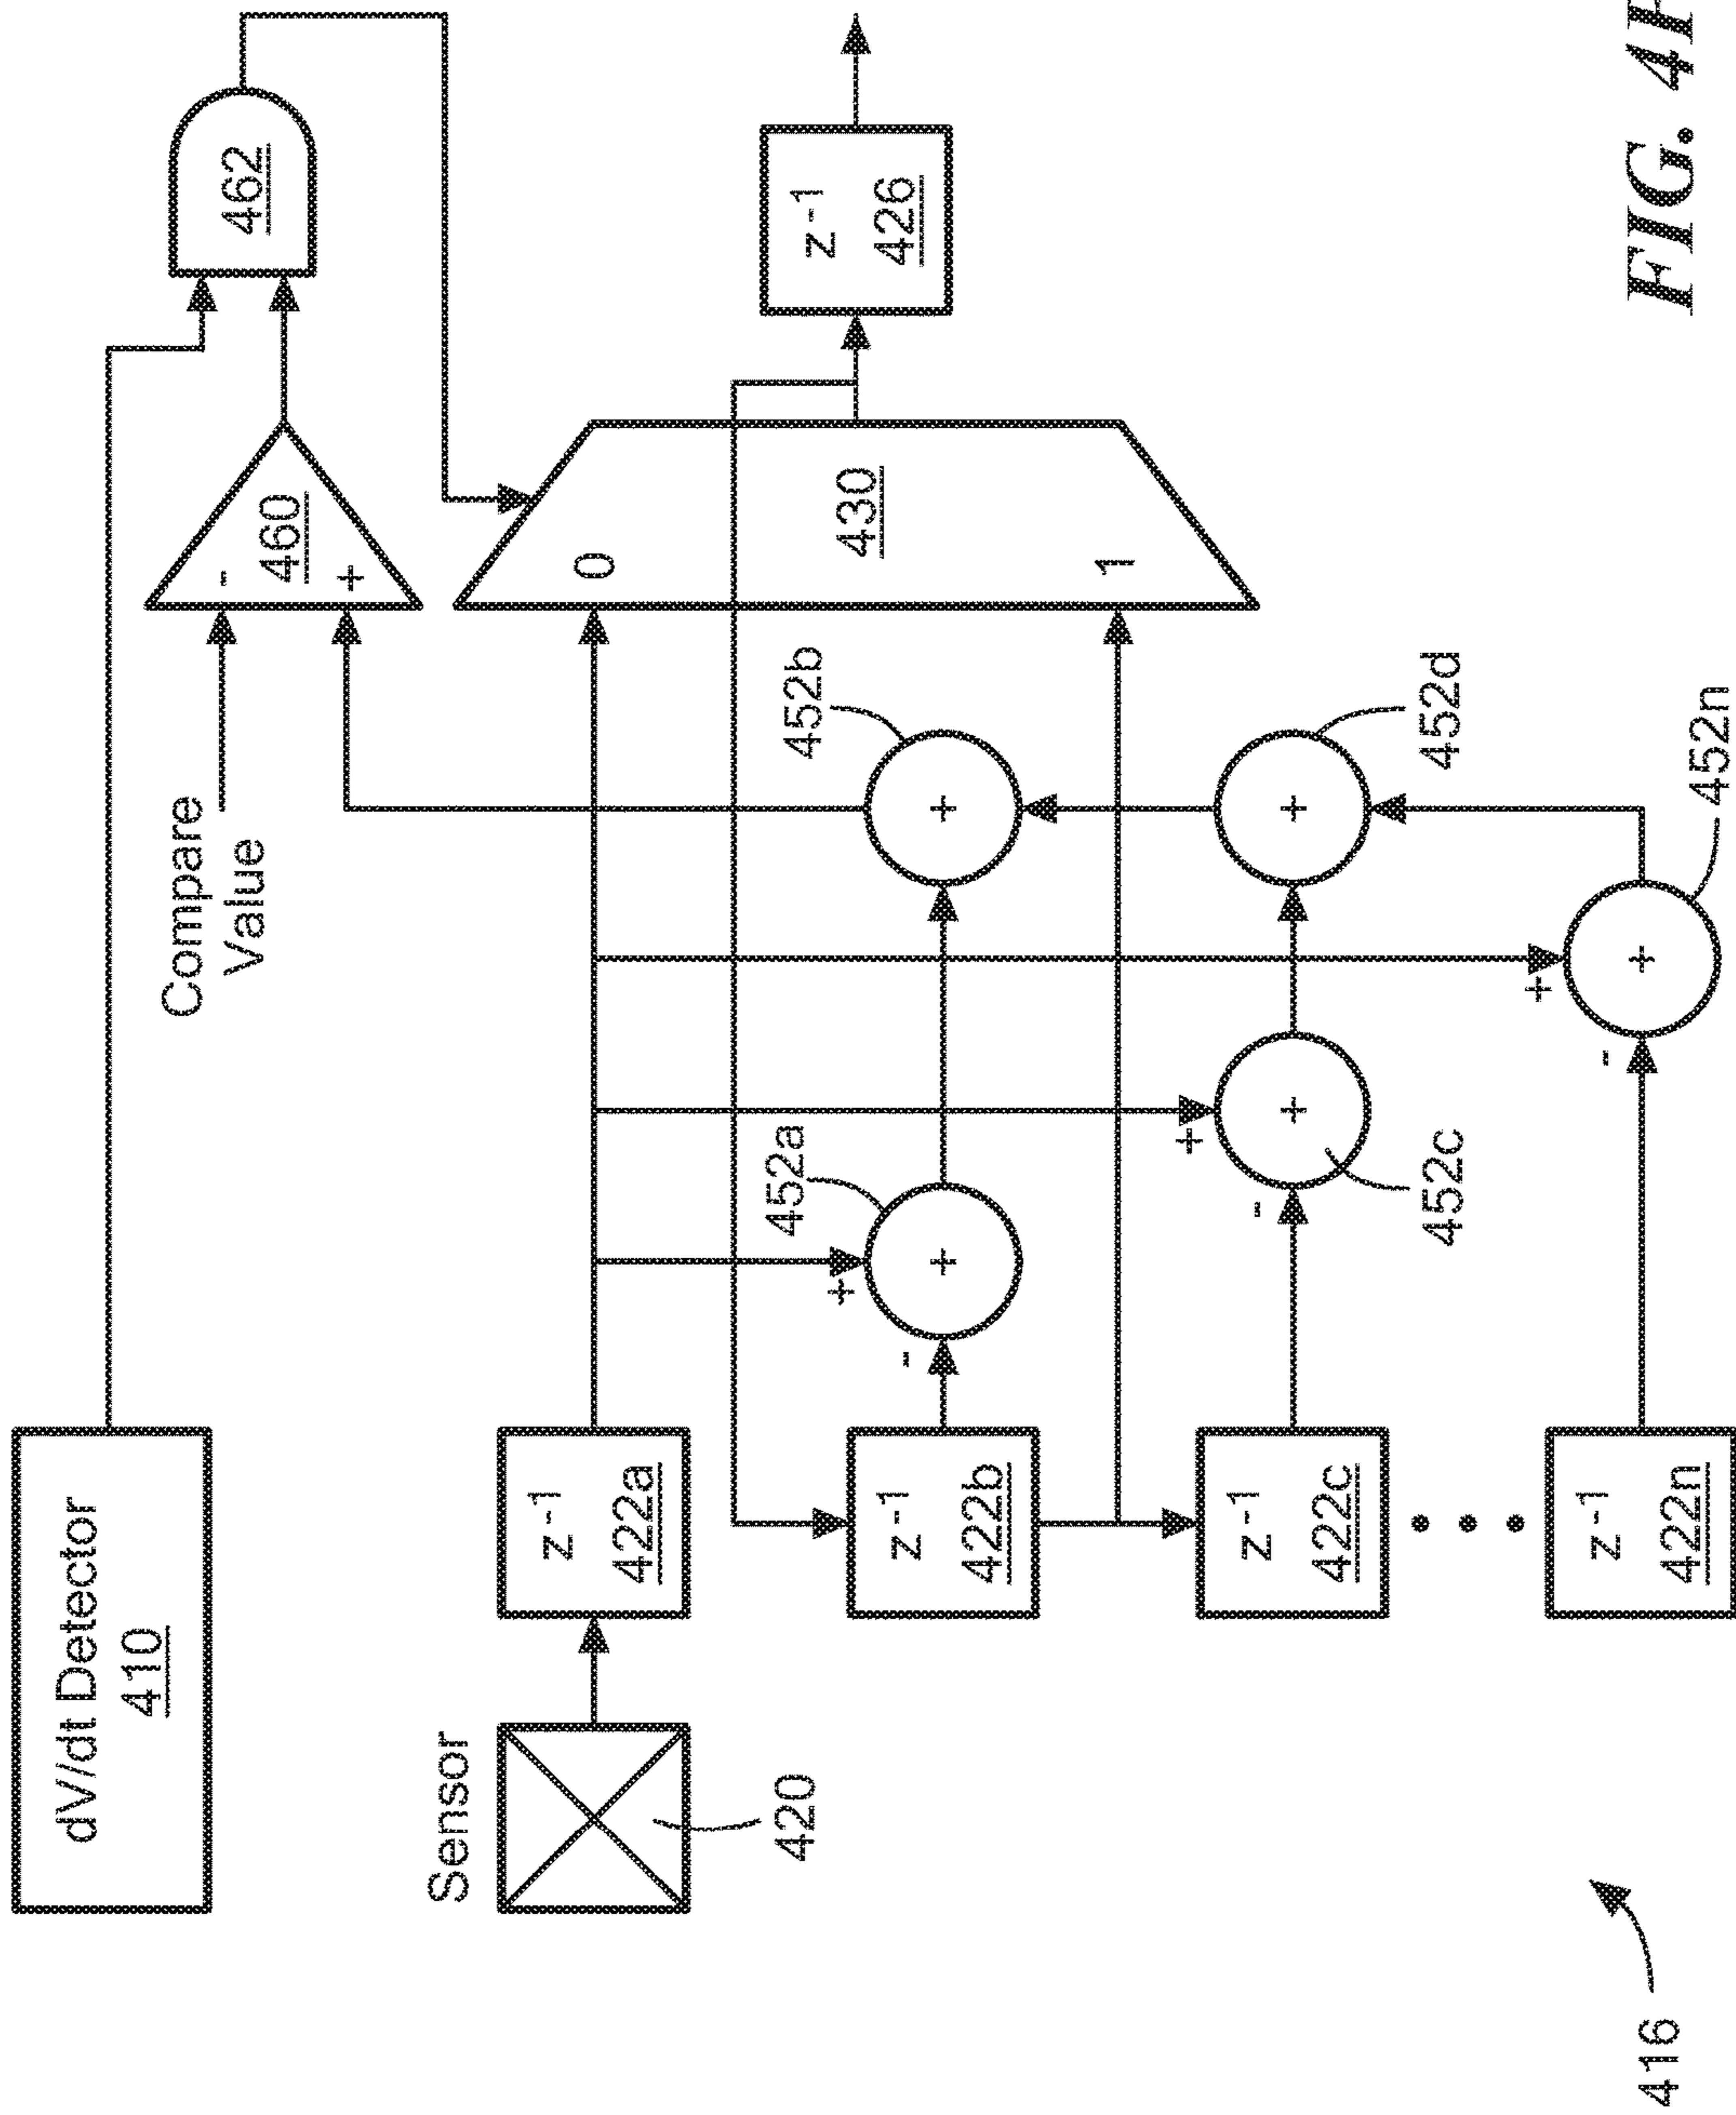 dV/dt Detector
410
Compare
Value
-
460
+
462
Sensor
420
z-1
422a
0
430
1
z-1
426
z-1
422b
-
+
+
452a
+
452b
z-1
422c
-
+
+
452c
+
452d
z-1
422n
-
+
+
452n
416
FIG. 4